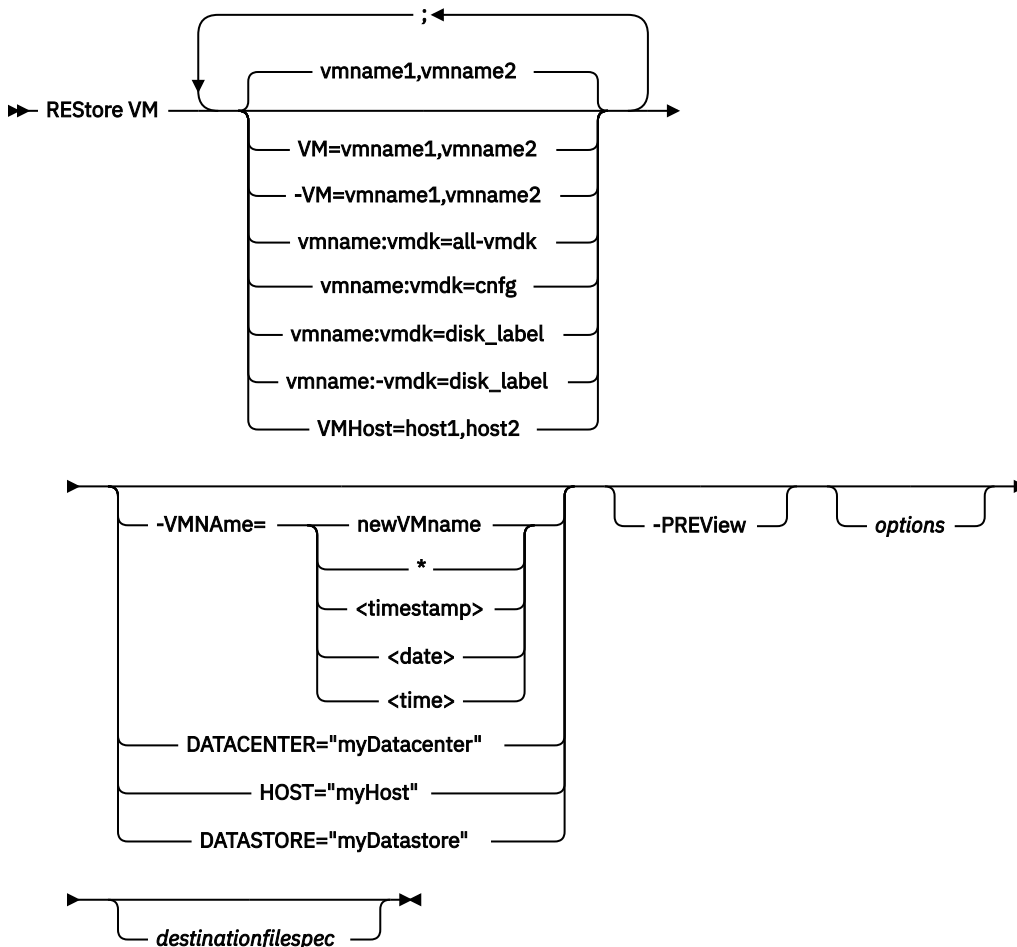 ;
vmname1,vmname2
REStore VM
VM=vmname1,vmname2
-VM=vmname1,vmname2
vmname:vmdk=all-vmdk
vmname:vmdk=cnfg
vmname:vmdk=disk_label
vmname:-vmdk=disk_label
VMHost=host1,host2
-VMNAme= newVMname -PREView options
*
<timestamp>
<date>
<time>
DATACENTER="myDatacenter"
HOST="myHost"
DATASTORE="myDatastore"
destinationfilespec